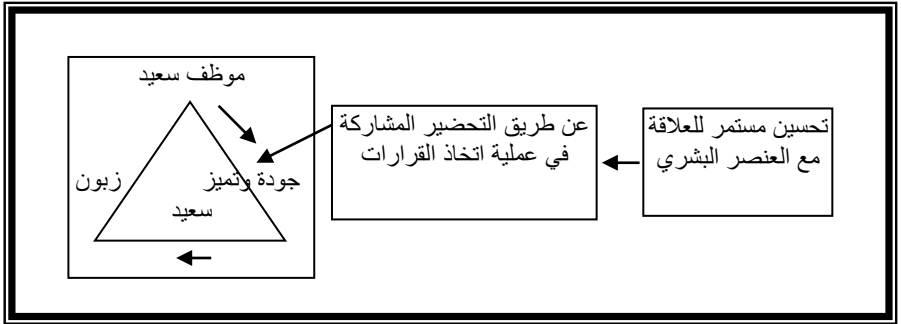 تحسين مستمر للعلاقة
مع العنصر البشري
عن طريق التحضير المشاركة
في عملية اتخاذ القرارات
موظف سعيد
جودة وتميز
زبون
سعيد